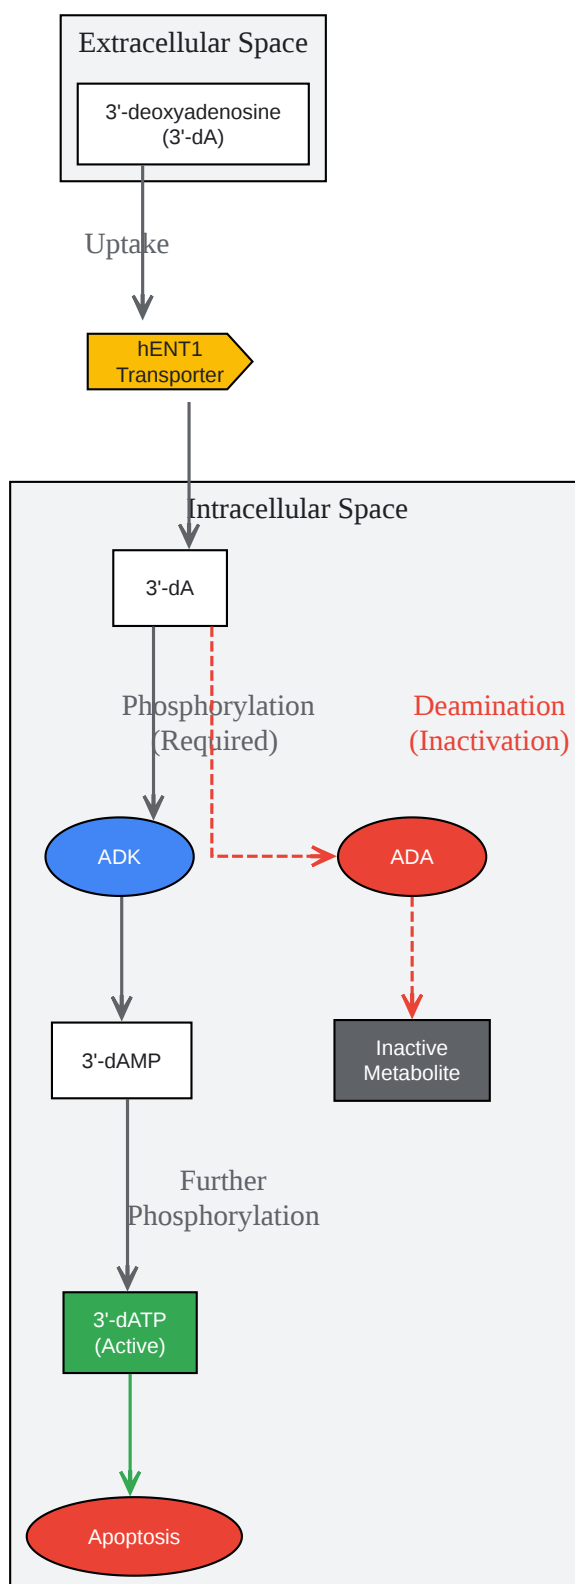 Extracellular Space
3'-deoxyadenosine
(3'-dA)
Uptake
hENT1
Transporter
Intracellular Space
3'-dA
Phosphorylation
(Required)
Deamination
(Inactivation)
ADK
ADA
3'-dAMP
Inactive
Metabolite
Further
Phosphorylation
3'-dATP
(Active)
Apoptosis